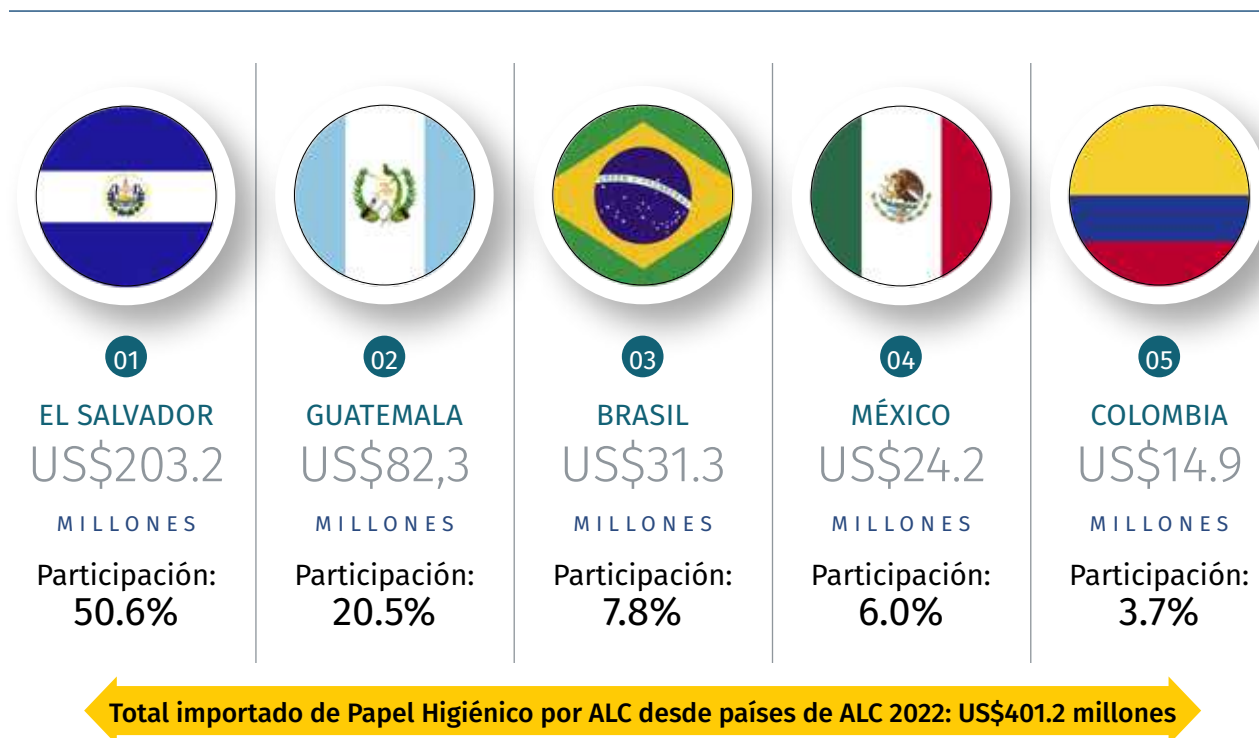 01
EL SALVADOR
US$203.2
MILLONES
Participación:
50.6%
02
GUATEMALA
US$82,3
MILLONES
Participación:
20.5%
03
BRASIL
US$31.3
MILLONES
Participación:
7.8%
04
MÉXICO
US$24.2
MILLONES
Participación:
6.0%
05
COLOMBIA
US$14.9
MILLONES
Participación:
3.7%
Total importado de Papel Higiénico por ALC desde países de ALC 2022: US$401.2 millones